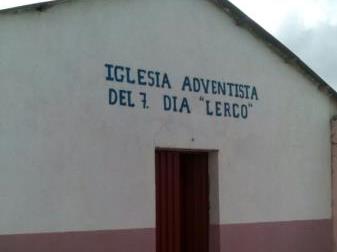 IGLESIA ADVENTISTA
DEL 7. DIA "LERCO"